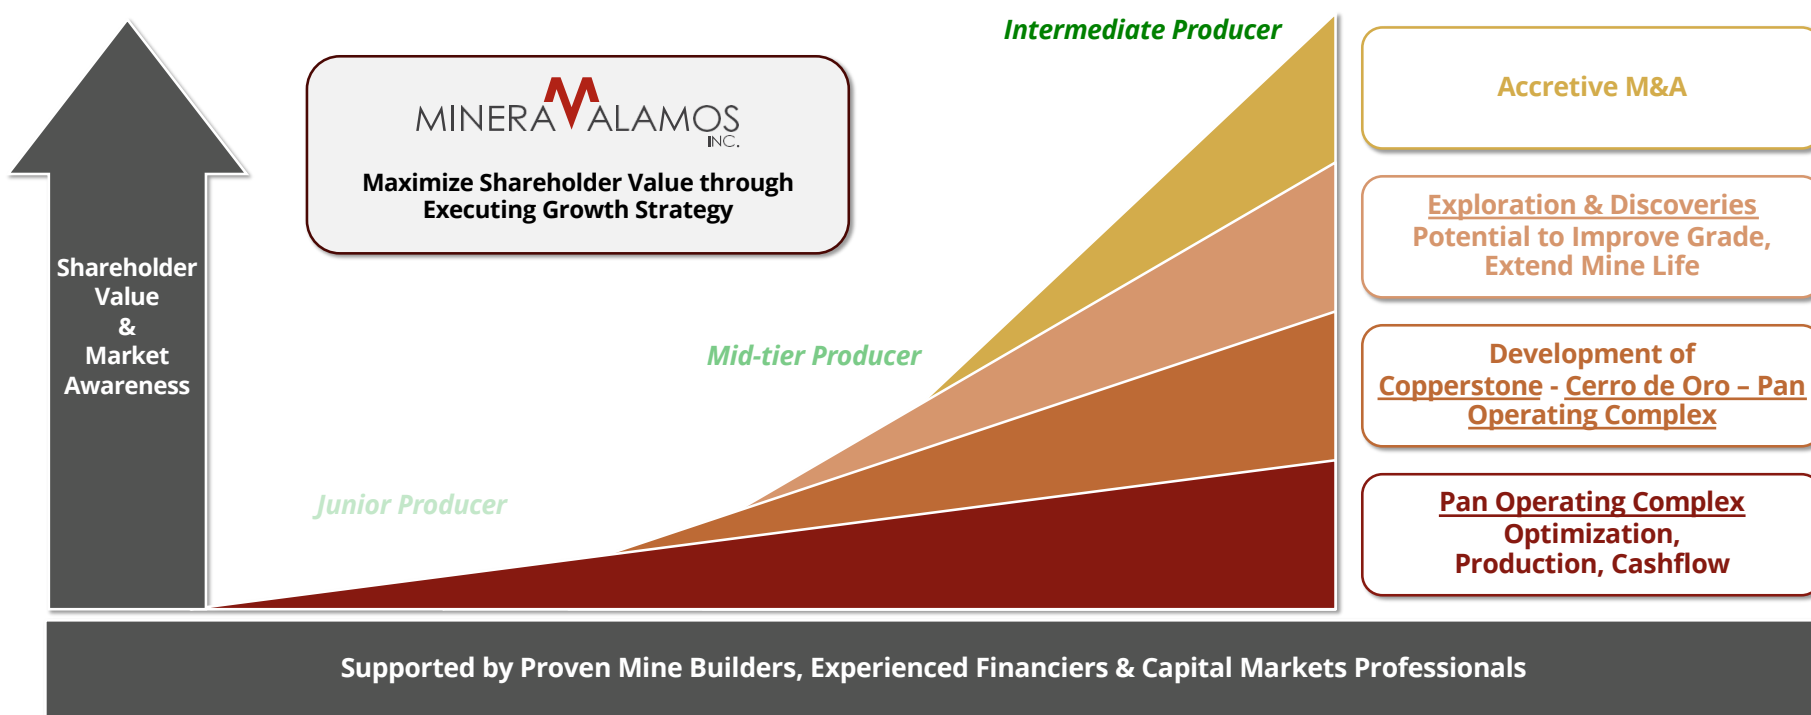 Intermediate Producer
MINERA ALAMOS
INC.
Maximize Shareholder Value through
Executing Growth Strategy
Shareholder
Value
&
Market
Awareness
Mid-tier Producer
Junior Producer
Accretive M&A
Exploration & Discoveries
Potential to Improve Grade,
Extend Mine Life
Development of
Copperstone - Cerro de Oro – Pan
Operating Complex
Pan Operating Complex
Optimization,
Production, Cashflow
Supported by Proven Mine Builders, Experienced Financiers & Capital Markets Professionals